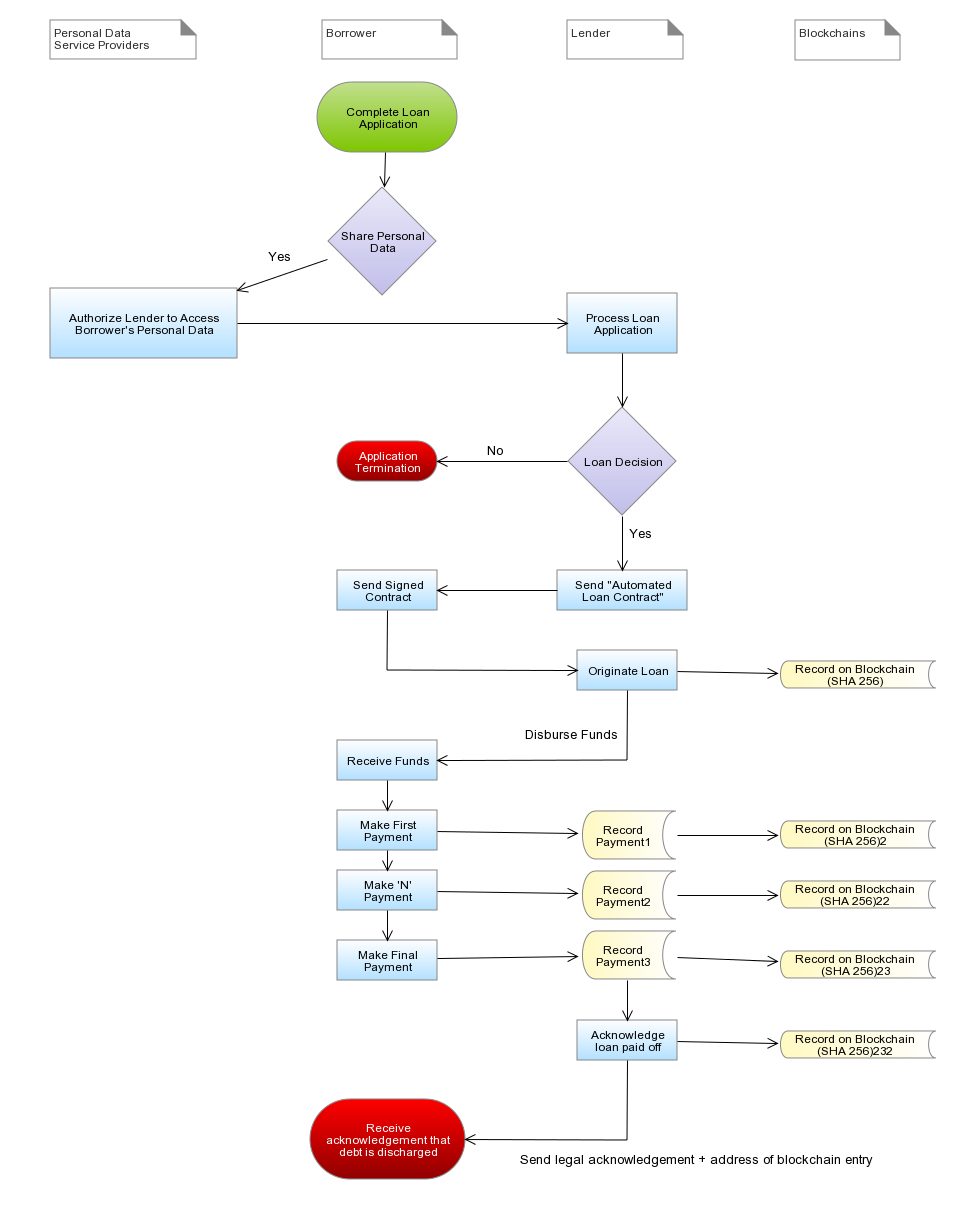 Personal Data
Service Providers
Borrower
Lender
Blockchains
Complete Loan
Application
Share Personal
Data
Yes
Authorize Lender to Access
Borrower's Personal Data
Process Loan
Application
Loan Decision
No
Application
Termination
Yes
Send "Automated
Loan Contract"
Send Signed
Contract
Originate Loan
Record on Blockchain
(SHA 256)
Disburse Funds
Receive Funds
Make First
Payment
Record
Payment1
Record on Blockchain
(SHA 256)2
Make 'N'
Payment
Record
Payment2
Record on Blockchain
(SHA 256)22
Make Final
Payment
Record
Payment3
Record on Blockchain
(SHA 256)23
Acknowledge
loan paid off
Record on Blockchain
(SHA 256)232
Receive
acknowledgement that
debt is discharged
Send legal acknowledgement + address of blockchain entry